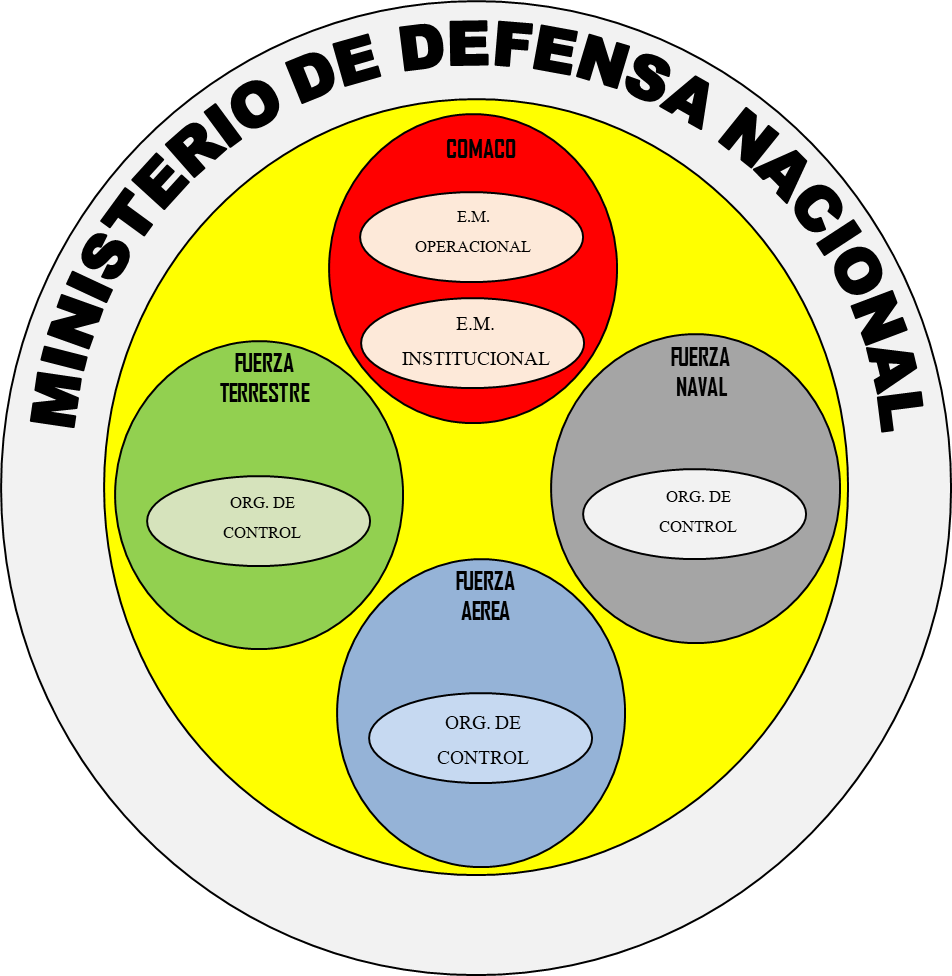 MINISTERIO DE DEFENSA NACIONAL
COMACO
E.M.
OPERACIONAL
E.M.
INSTITUCIONAL
FUERZA
TERRESTRE
ORG. DE
CONTROL
FUERZA
NAVAL
ORG. DE
CONTROL
FUERZA
AEREA
ORG. DE
CONTROL